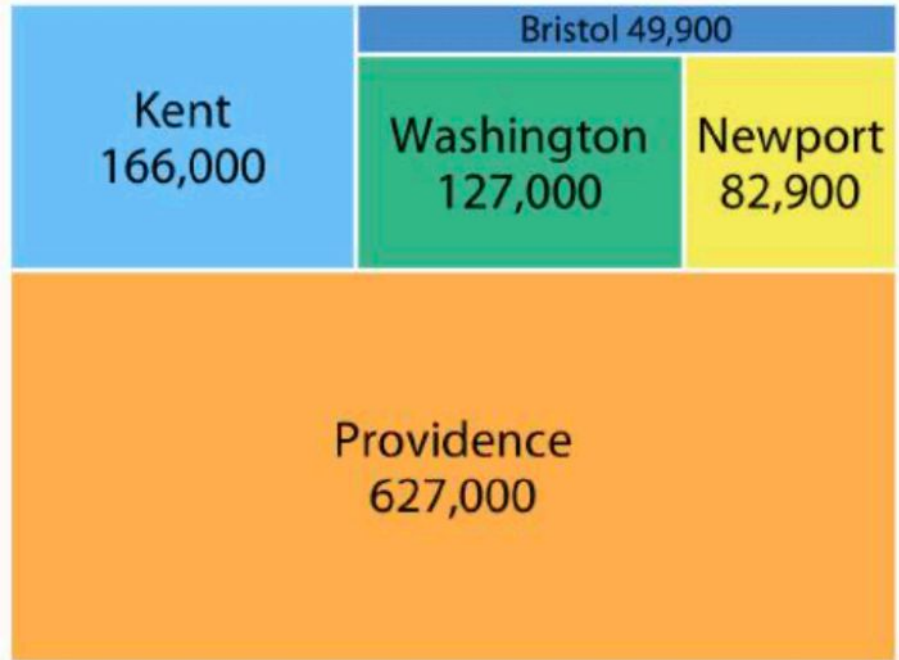 Kent
166,000
Bristol 49,900
Washington
127,000
Newport
82,900
Providence
627,000